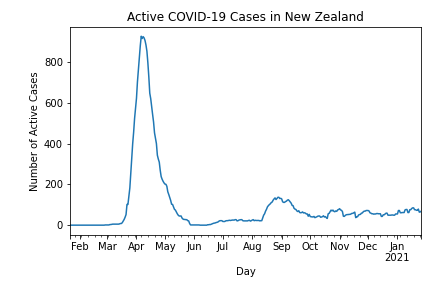 Active COVID-19 Cases in New Zealand
Number of Active Cases
800
600
400
200
0
Feb Mar Apr May Jun Jul Aug Sep Oct Nov Dec Jan
2021
Day